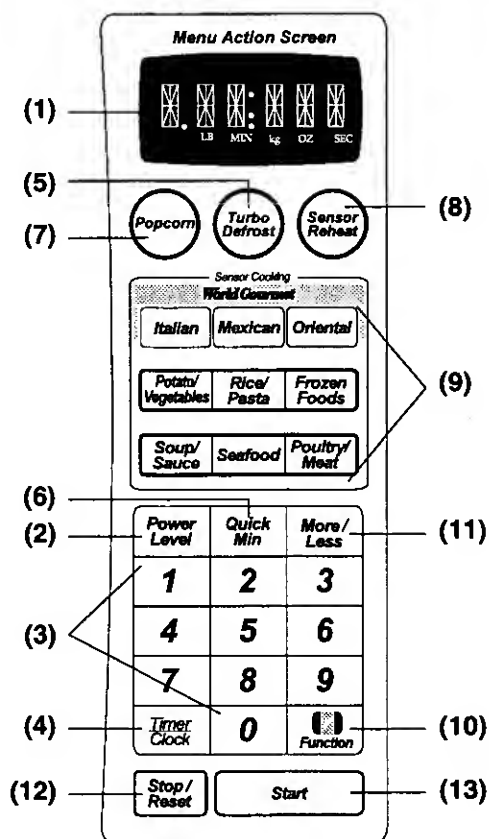 Menu Action Screen
(1)
LB MIN kg OZ SEC
(5)
Popcorn Turbo Sensor
Defrost Reheat
(7)
(8)
Sensor Cooking
World Gourmet
Italian Mexican Oriental
(9)
Potato/ Rice/ Frozen
Vegetables Pasta Foods
Soup/ Seafood Poultry/
Sauce Meat
(6)
(2) Power Quick More/ (11)
Level Min Less
1 2 3
(3) 4 5 6
7 8 9
(4) Timer 0 Function (10)
Clock
(12) Stop/ Start (13)
Reset